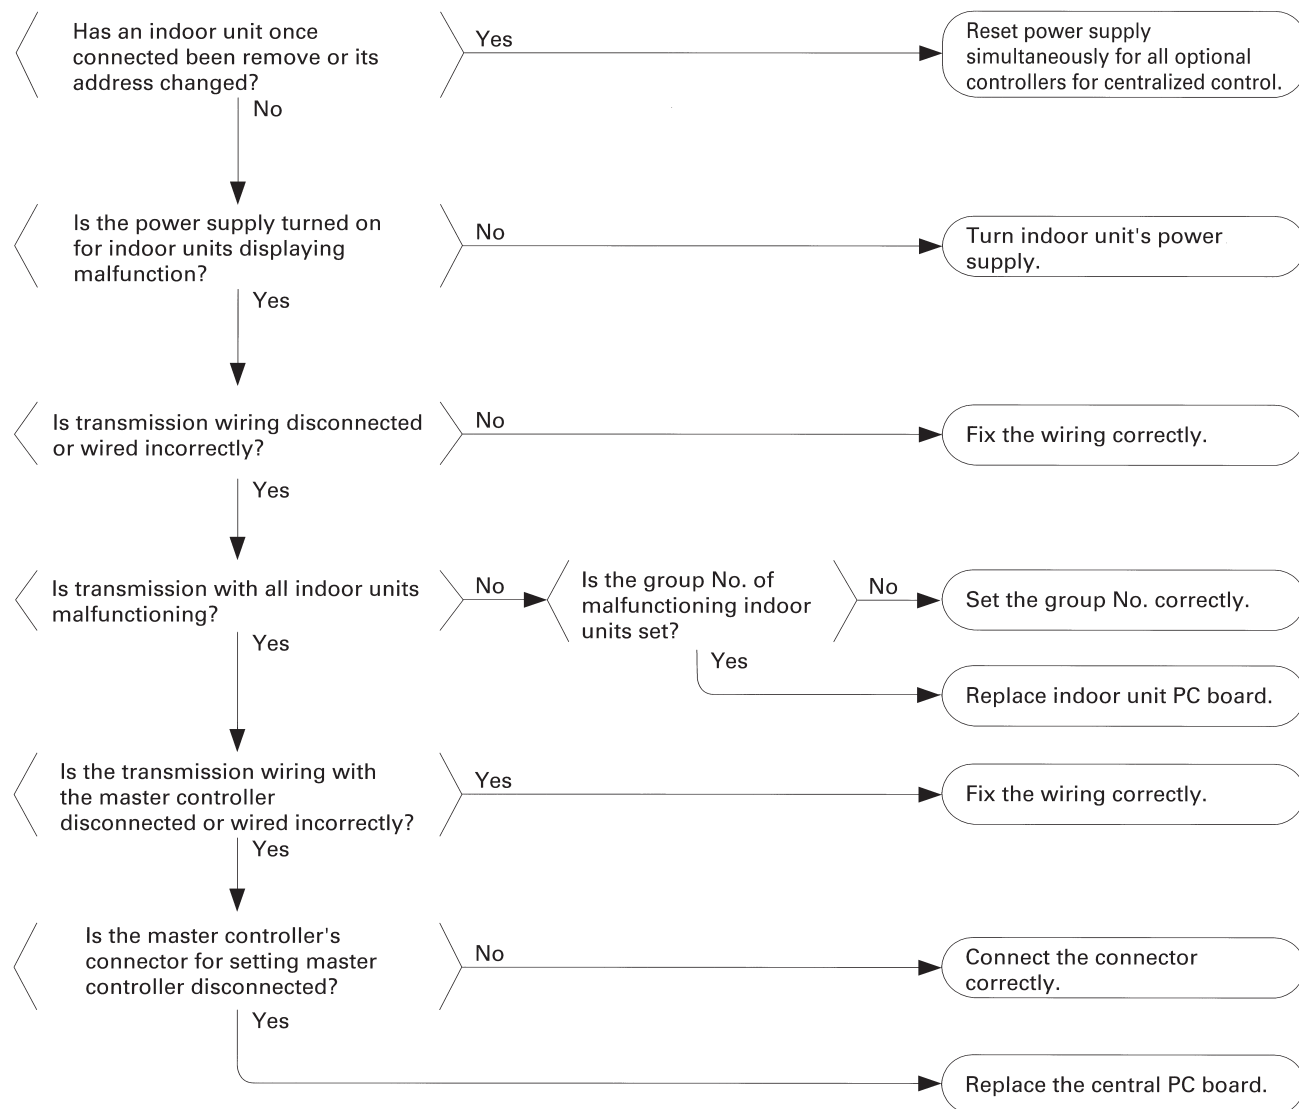 Has an indoor unit once
connected been remove or its
address changed?
Yes
Reset power supply
simultaneously for all optional
controllers for centralized control.
No
Is the power supply turned on
for indoor units displaying
malfunction?
No
Turn indoor unit's power
supply.
Yes
Is transmission wiring disconnected
or wired incorrectly?
No
Fix the wiring correctly.
Yes
Is transmission with all indoor units
malfunctioning?
No
Is the group No. of
malfunctioning indoor
units set?
No
Set the group No. correctly.
Yes
Yes
Replace indoor unit PC board.
Is the transmission wiring with
the master controller
disconnected or wired incorrectly?
Yes
Fix the wiring correctly.
Yes
Is the master controller's
connector for setting master
controller disconnected?
No
Connect the connector
correctly.
Yes
Replace the central PC board.